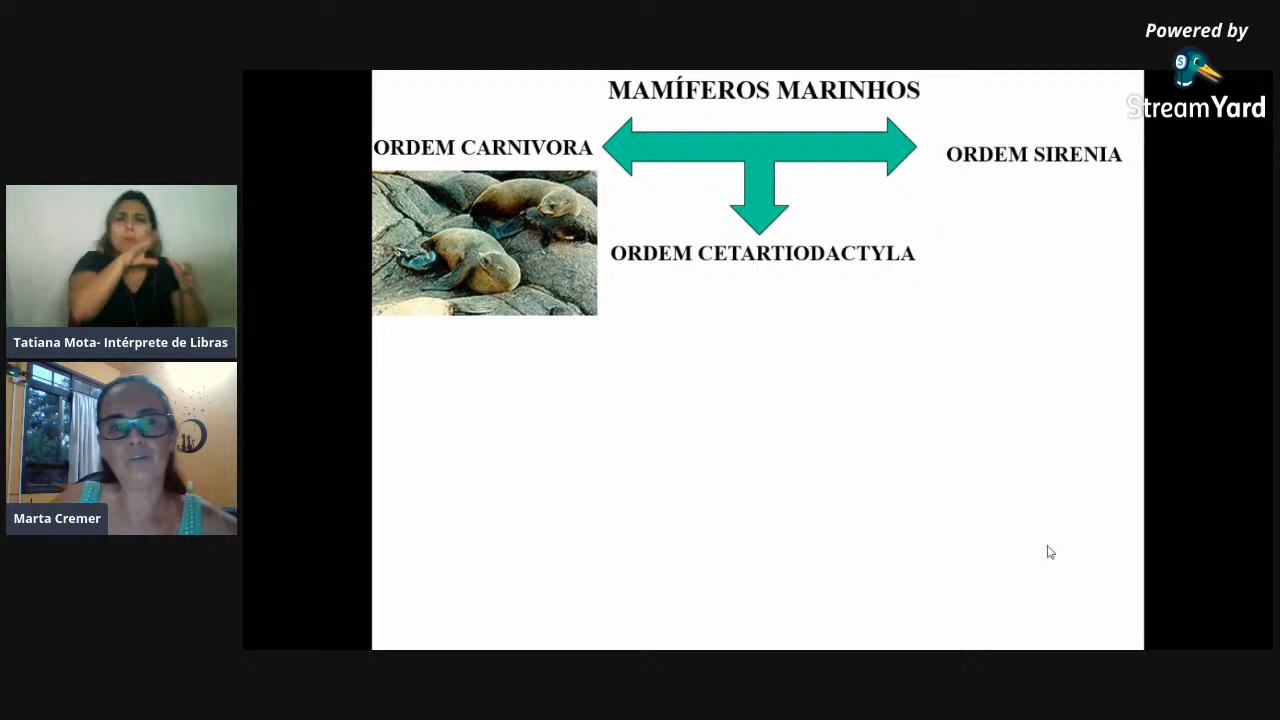 Powered by
StreamYard
MAMÍFEROS MARINHOS
ORDEM CARNIVORA
ORDEM SIRENIA
ORDEM CETARTIODACTYLA
Tatiana Mota- Intérprete de Libras
Marta Cremer